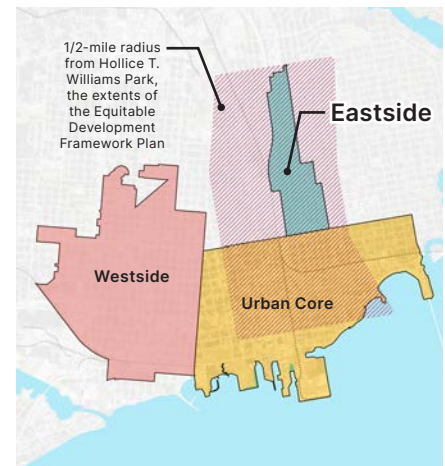 1/2-mile radius
from Hollice T.
Williams Park,
the extents of
the Equitable
Development
Framework Plan
Eastside
Westside
Urban Core